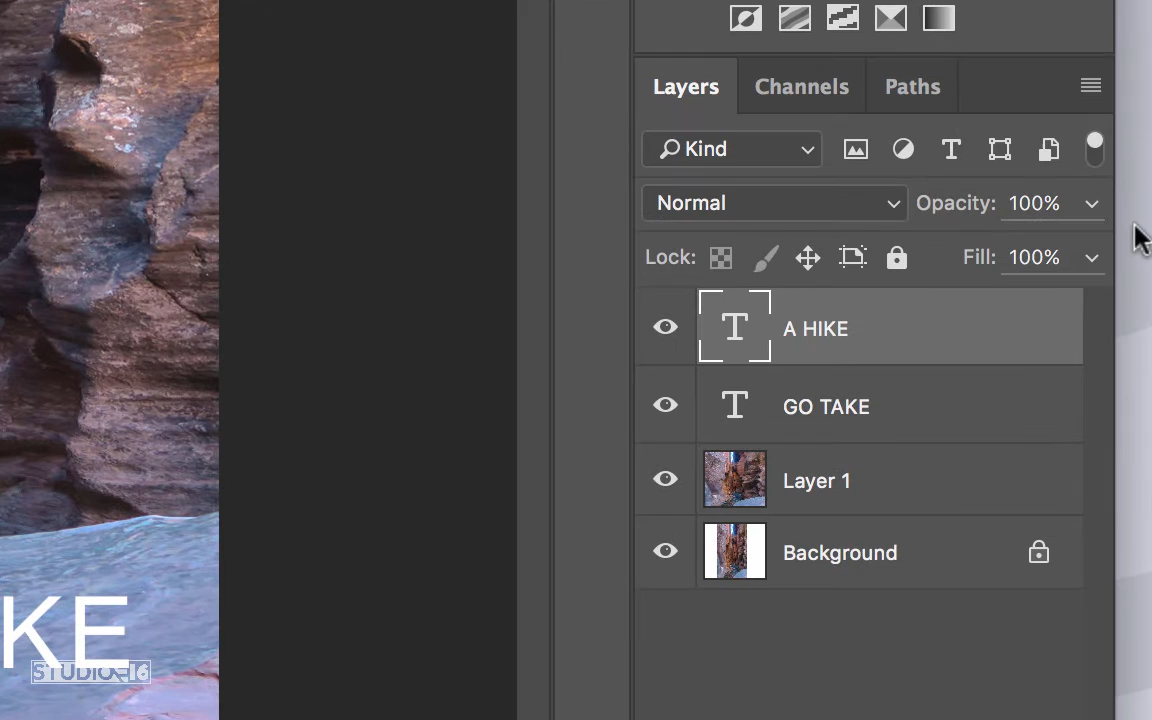 Layers Channels Paths
Kind
Normal Opacity: 100%
Lock: Fill: 100%
T A HIKE
T GO TAKE
Layer 1
Background
KE
STUDIO-16